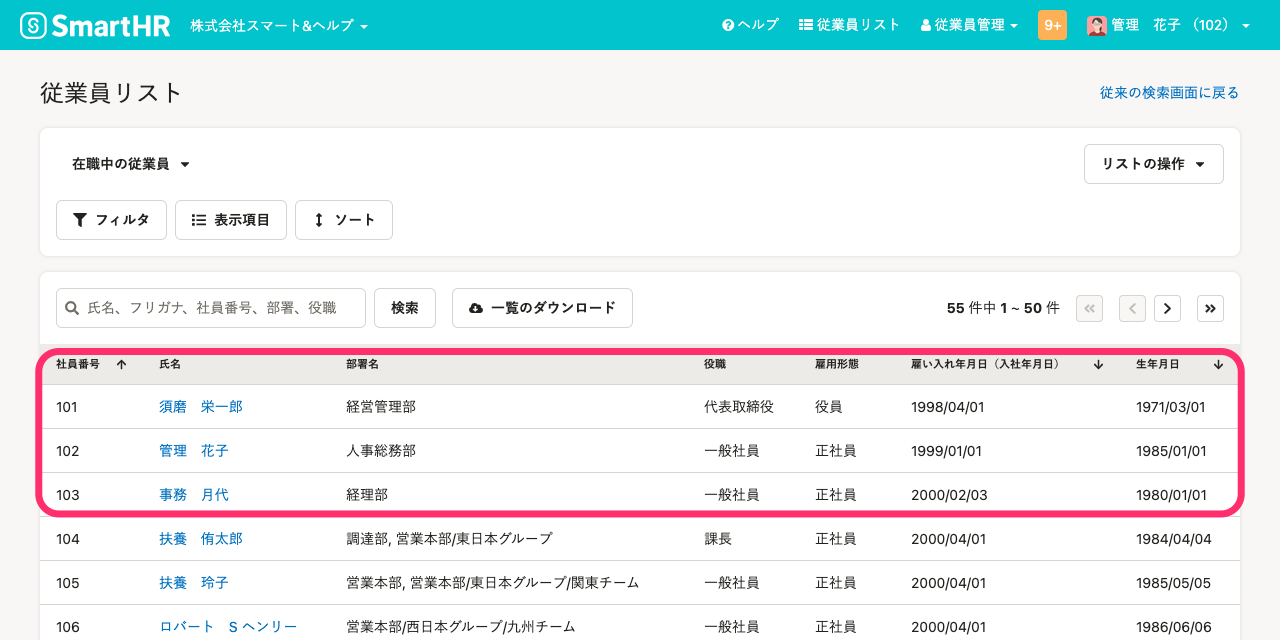 SmartHR 株式会社スマート&ヘルプ ヘルプ 従業員リスト 従業員管理 9+ 管理　花子　（102）
従業員リスト 従来の検索画面に戻る
在職中の従業員 リストの操作
フィルタ 表示項目 ソート
氏名、フリガナ、社員番号、部署、役職 検索 一覧のダウンロード 55 件中 1 ~ 50 件
社員番号 氏名 部署名 役職 雇用形態 雇い入れ年月日（入社年月日） 生年月日
101 須磨　栄一郎 経営管理部 代表取締役 役員 1998/04/01 1971/03/01
102 管理　花子 人事総務部 一般社員 正社員 1999/01/01 1985/01/01
103 事務　月代 経理部 一般社員 正社員 2000/02/03 1980/01/01
104 扶養　侑太郎 調達部, 営業本部/東日本グループ 課長 正社員 2000/04/01 1984/04/04
105 扶養　玲子 営業本部, 営業本部/東日本グループ/関東チーム 一般社員 正社員 2000/04/01 1985/05/05
106 ロバート　S ヘンリー 営業本部/西日本グループ/九州チーム 一般社員 正社員 2000/04/01 1986/06/06